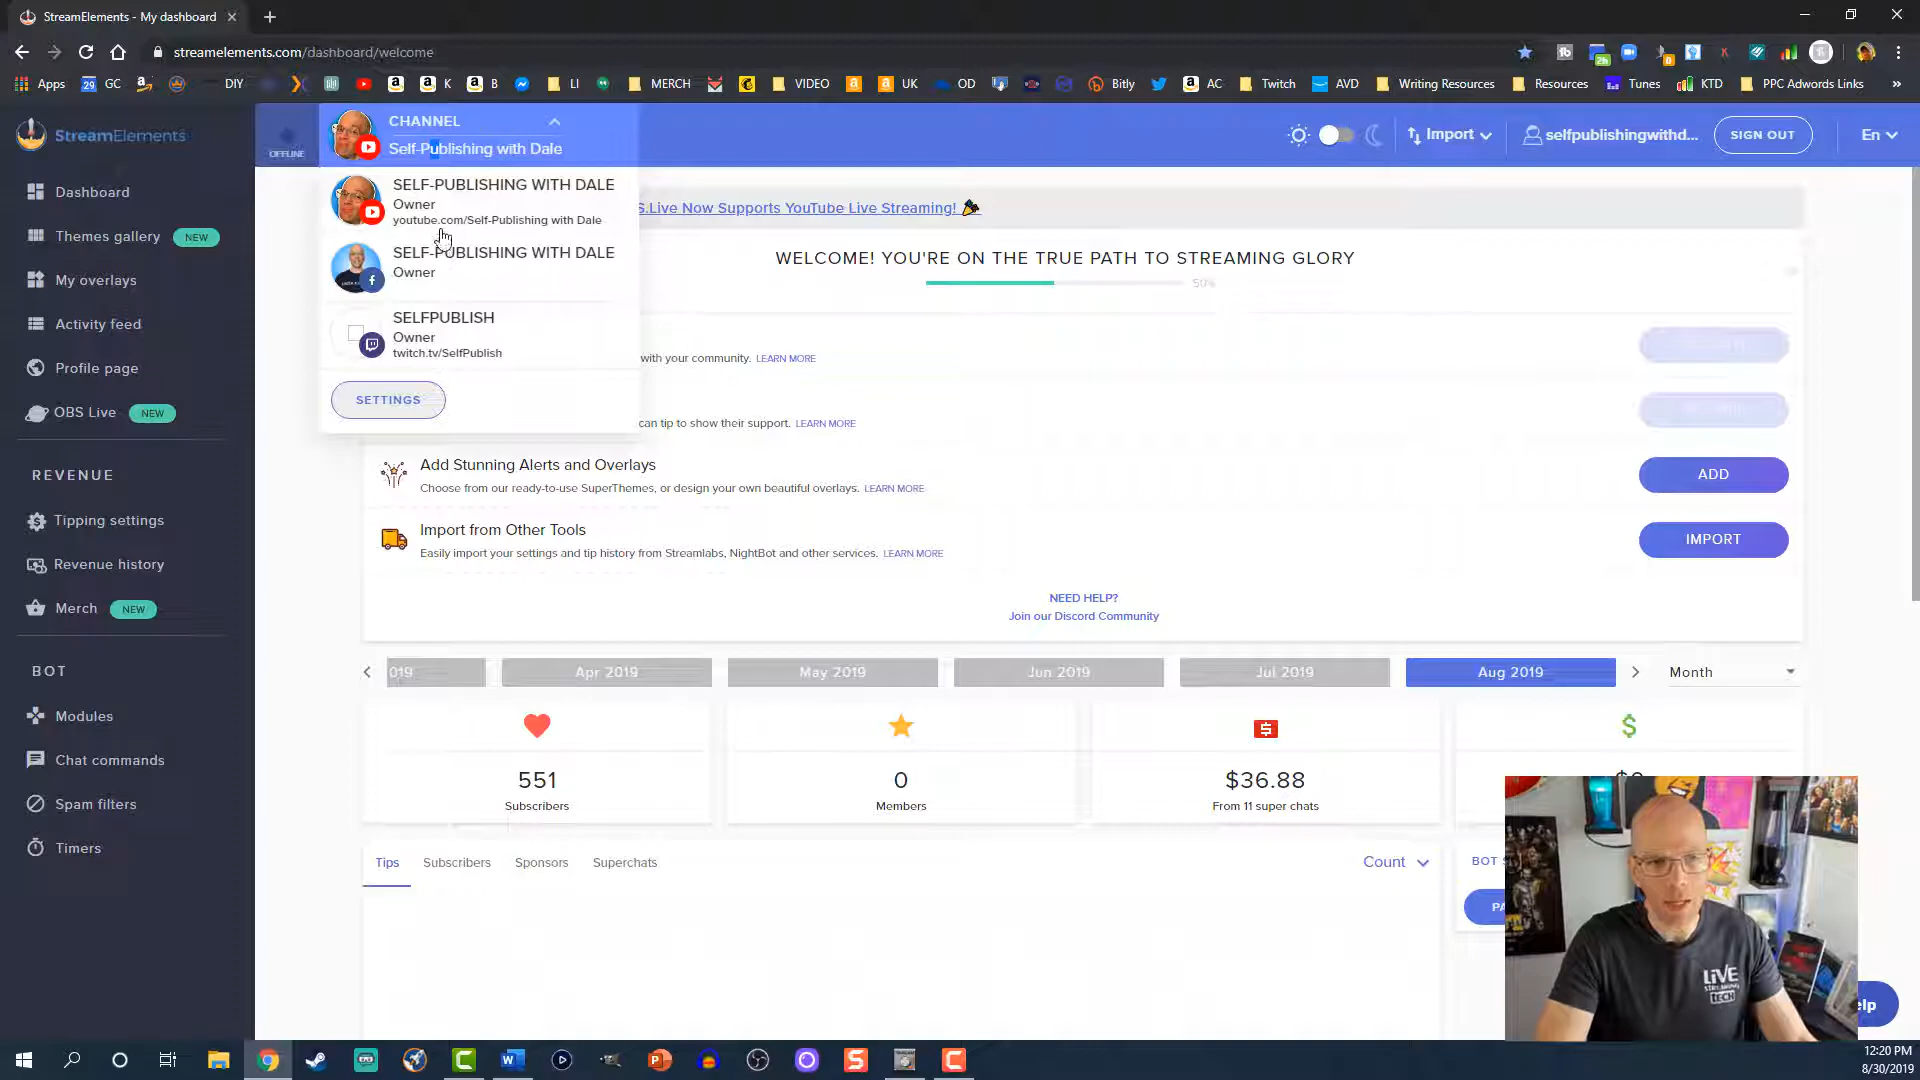 StreamElements - My dashboard
streamelements.com/dashboard/welcome
2h
0
Apps
29
GC
DIY
K
B
LI
MERCH
VIDEO
UK
OD
Bitly
AC
Twitch
AVD
Writing Resources
Resources
Tunes
KTD
PPC Adwords Links
»
StreamElements
OFFLINE
CHANNEL
Self-Publishing with Dale
Import
selfpublishingwithd...
SIGN OUT
En
Dashboard
Themes gallery NEW
My overlays
Activity feed
Profile page
OBS Live NEW
REVENUE
Tipping settings
Revenue history
Merch NEW
BOT
Modules
Chat commands
Spam filters
Timers
SELF-PUBLISHING WITH DALE
Owner
youtube.com/Self-Publishing with Dale
SELF-PUBLISHING WITH DALE
Owner
SELFPUBLISH
Owner
twitch.tv/SelfPublish
SETTINGS
S.Live Now Supports YouTube Live Streaming!
WELCOME! YOU'RE ON THE TRUE PATH TO STREAMING GLORY
50%
with your community. LEARN MORE
can tip to show their support. LEARN MORE
Add Stunning Alerts and Overlays
Choose from our ready-to-use SuperThemes, or design your own beautiful overlays. LEARN MORE
ADD
Import from Other Tools
Easily import your settings and tip history from Streamlabs, NightBot and other services. LEARN MORE
IMPORT
NEED HELP?
Join our Discord Community
019
Apr 2019
May 2019
Jun 2019
Jul 2019
Aug 2019
Month
551
Subscribers
0
Members
$36.88
From 11 super chats
Tips
Subscribers
Sponsors
Superchats
Count
BOT S
PA
LIVE
STREAMING
TECH
elp
12:20 PM
8/30/2019